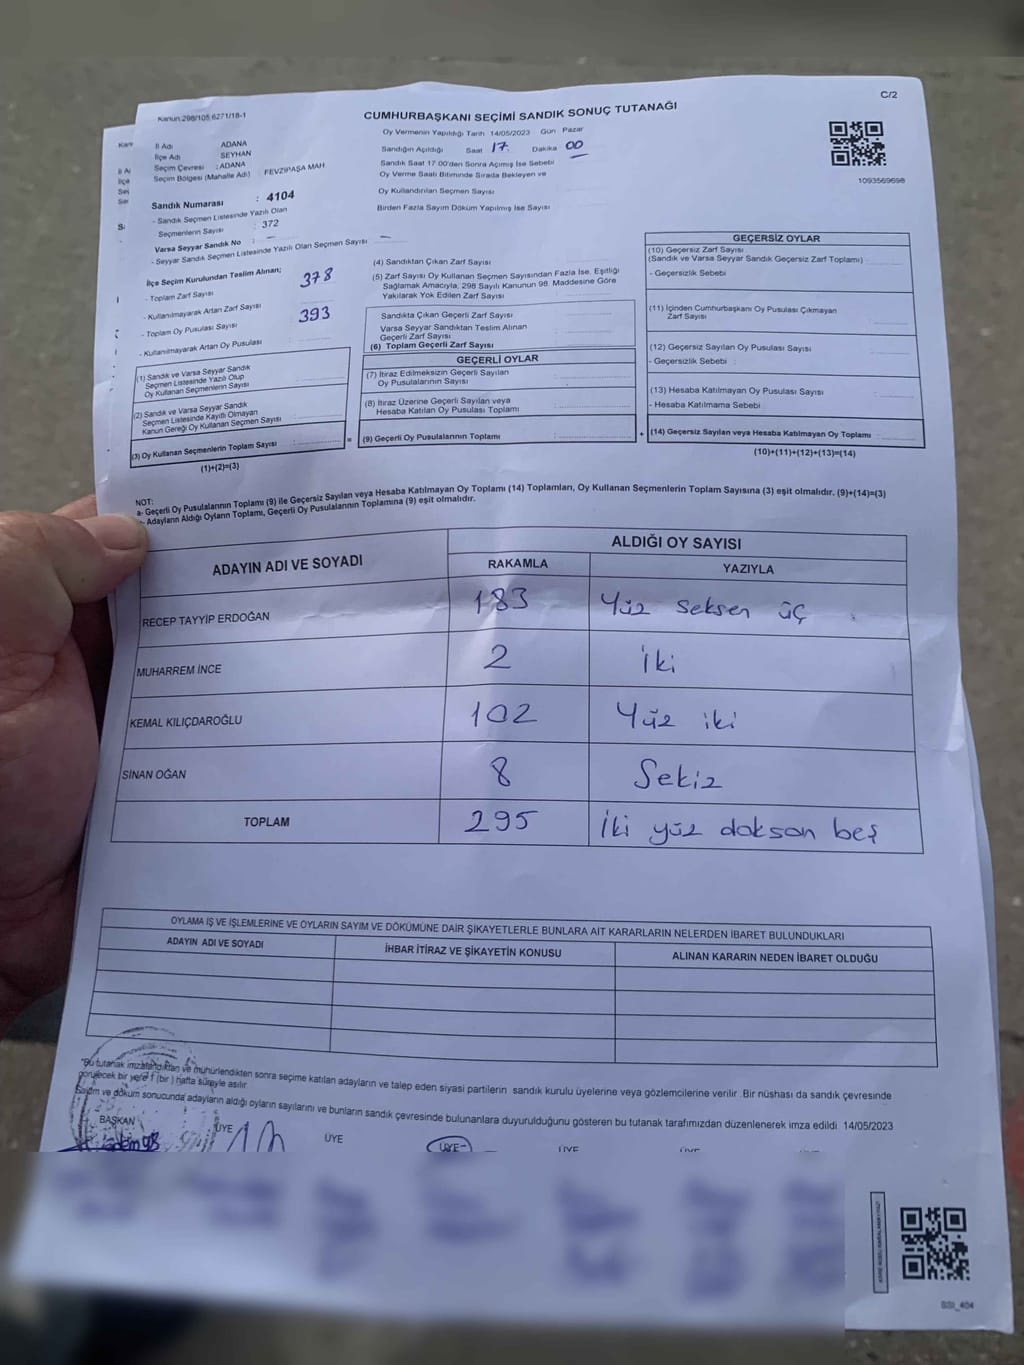 C/2
Kanun:298/105,6271/18-1
CUMHURBAŞKANI SEÇİMİ SANDIK SONUÇ TUTANAĞI
İl Adı ADANA
İlçe Adı SEYHAN
Seçim Çevresi : ADANA
Seçim Bölgesi (Mahalle Adı) : FEVZİPAŞA MAH
Sandık Numarası : 4104
- Sandık Seçmen Listesinde Yazılı Olan
Seçmenlerin Sayısı : 372
Varsa Seyyar Sandık No : –
- Seyyar Sandık Seçmen Listesinde Yazılı Olan Seçmen Sayısı –
İlçe Seçim Kurulundan Teslim Alınan;
- Toplam Zarf Sayısı 378
- Kullanılmayarak Artan Zarf Sayısı
- Toplam Oy Pusulası Sayısı 393
- Kullanılmayarak Artan Oy Pusulası
Oy Vermenin Yapıldığı Tarih 14/05/2023 Gün Pazar
Sandığın Açıldığı Saat 17. Dakika 00
Sandık Saat 17.00'den Sonra Açımış İse Sebebi
Oy Verme Saati Bitiminde Sırada Bekleyen ve
Oy Kullandırılan Seçmen Sayısı
Birden Fazla Sayım Döküm Yapılmış İse Sayısı
1093569698
(4) Sandıktan Çıkan Zarf Sayısı
(5) Zarf Sayısı Oy Kullanan Seçmen Sayısından Fazla İse, Eşitliği
Sağlamak Amacıyla, 298 Sayılı Kanunun 98. Maddesine Göre
Yakılarak Yok Edilen Zarf Sayısı
Sandıkta Çıkan Geçerli Zarf Sayısı
Varsa Seyyar Sandıktan Teslim Alınan
Geçerli Zarf Sayısı
(6) Toplam Geçerli Zarf Sayısı
GEÇERLİ OYLAR
(7) İtiraz Edilmeksizin Geçerli Sayılan
Oy Pusulalarının Sayısı
(8) İtiraz Üzerine Geçerli Sayılan veya
Hesaba Katılan Oy Pusulası Toplamı
(9) Geçerli Oy Pusulalarının Toplamı
(1) Sandık ve Varsa Seyyar Sandık
Seçmen Listesinde Yazılı Olup
Oy Kullanan Seçmenlerin Sayısı
(2) Sandık ve Varsa Seyyar Sandık
Seçmen Listesinde Kayıtlı Olmayan
Kanun Gereği Oy Kullanan Seçmen Sayısı
(3) Oy Kullanan Seçmenlerin Toplam Sayısı
(1)+(2)=(3)
=
GEÇERSİZ OYLAR
(10) Geçersiz Zarf Sayısı
(Sandık ve Varsa Seyyar Sandık Geçersiz Zarf Toplamı)
- Geçersizlik Sebebi
(11) İçinden Cumhurbaşkanı Oy Pusulası Çıkmayan
Zarf Sayısı
(12) Geçersiz Sayılan Oy Pusulası Sayısı
- Geçersizlik Sebebi :
(13) Hesaba Katılmayan Oy Pusulası Sayısı
- Hesaba Katılmama Sebebi
+ (14) Geçersiz Sayılan veya Hesaba Katılmayan Oy Toplamı
(10)+(11)+(12)+(13)=(14)
NOT:
a- Geçerli Oy Pusulalarının Toplamı (9) ile Geçersiz Sayılan veya Hesaba Katılmayan Oy Toplamı (14) Toplamları, Oy Kullanan Seçmenlerin Toplam Sayısına (3) eşit olmalıdır. (9)+(14)=(3)
Adayların Aldığı Oyların Toplamı, Geçerli Oy Pusulalarının Toplamına (9) eşit olmalıdır.
ADAYIN ADI VE SOYADI ALDIĞI OY SAYISI
RAKAMLA YAZIYLA
RECEP TAYYİP ERDOĞAN 183 Yüz seksen üç
MUHARREM İNCE 2 İki
KEMAL KILIÇDAROĞLU 102 Yüz iki
SİNAN OĞAN 8 Sekiz
TOPLAM 295 İki yüz doksan beş
OYLAMA İŞ VE İŞLEMLERİNE VE OYLARIN SAYIM VE DÖKÜMÜNE DAİR ŞİKAYETLERLE BUNLARA AİT KARARLARIN NELERDEN İBARET BULUNDUKLARI
ADAYIN ADI VE SOYADI İHBAR İTİRAZ VE ŞİKAYETİN KONUSU ALINAN KARARIN NEDEN İBARET OLDUĞU
"Bu tutanak imzalandıktan ve mühürlendikten sonra seçime katılan adayların ve talep eden siyasi partilerin sandık kurulu üyelerine veya gözlemcilerine verilir. Bir nüshası da sandık çevresinde
görülecek bir yere 1 (bir) hafta süreyle asılır.
Sayım ve döküm sonucunda adayların aldığı oyların sayılarını ve bunların sandık çevresinde bulunanlara duyurulduğunu gösteren bu tutanak tarafımızdan düzenlenerek imza edildi. 14/05/2023
BAŞKAN ÜYE ÜYE ÜYE ÜYE
SSI_404